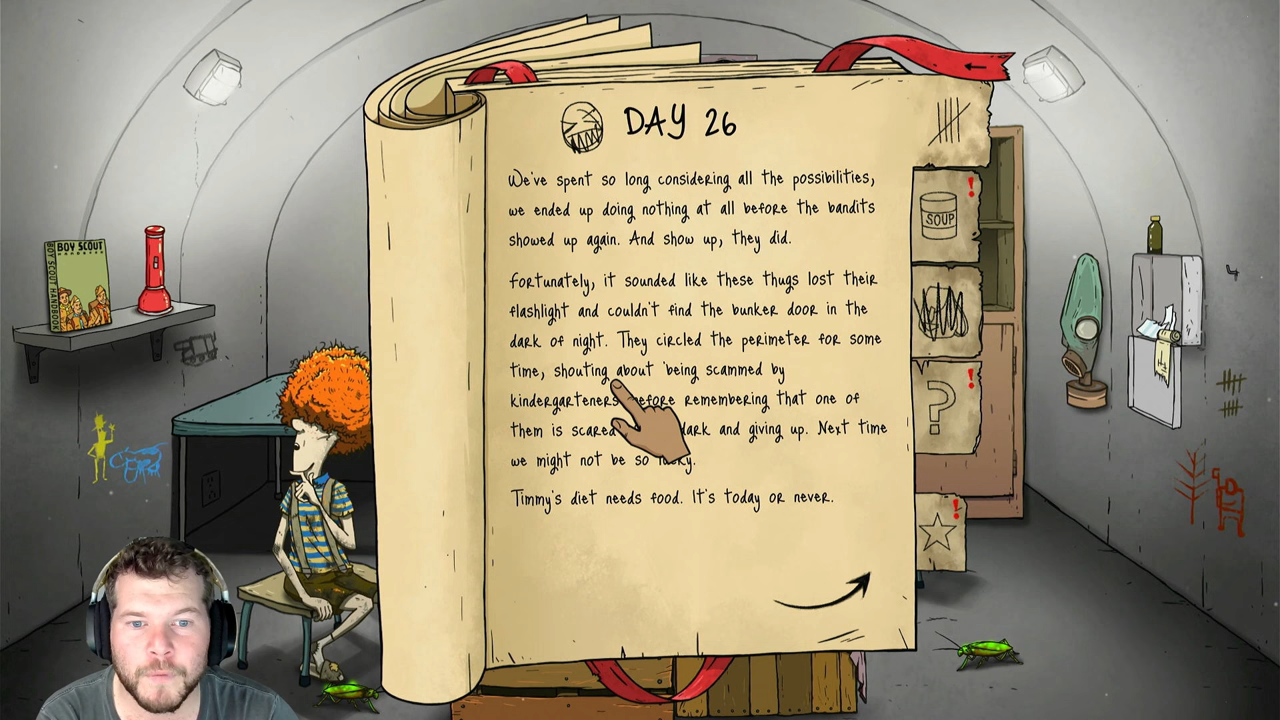 DAY 26
We've spent so long considering all the possibilities,
we ended up doing nothing at all before the bandits
showed up again. And show up, they did.
Fortunately, it sounded like these thugs lost their
flashlight and couldn't find the bunker door in the
dark of night. They circled the perimeter for some
time, shouting about 'being scammed by
kindergarteners before remembering that one of
them is scared dark and giving up. Next time
we might not be so lucky.
Timmy's diet needs food. It's today or never.
SOUP
BOY SCOUT
BOY SCOUT HANDBOOK